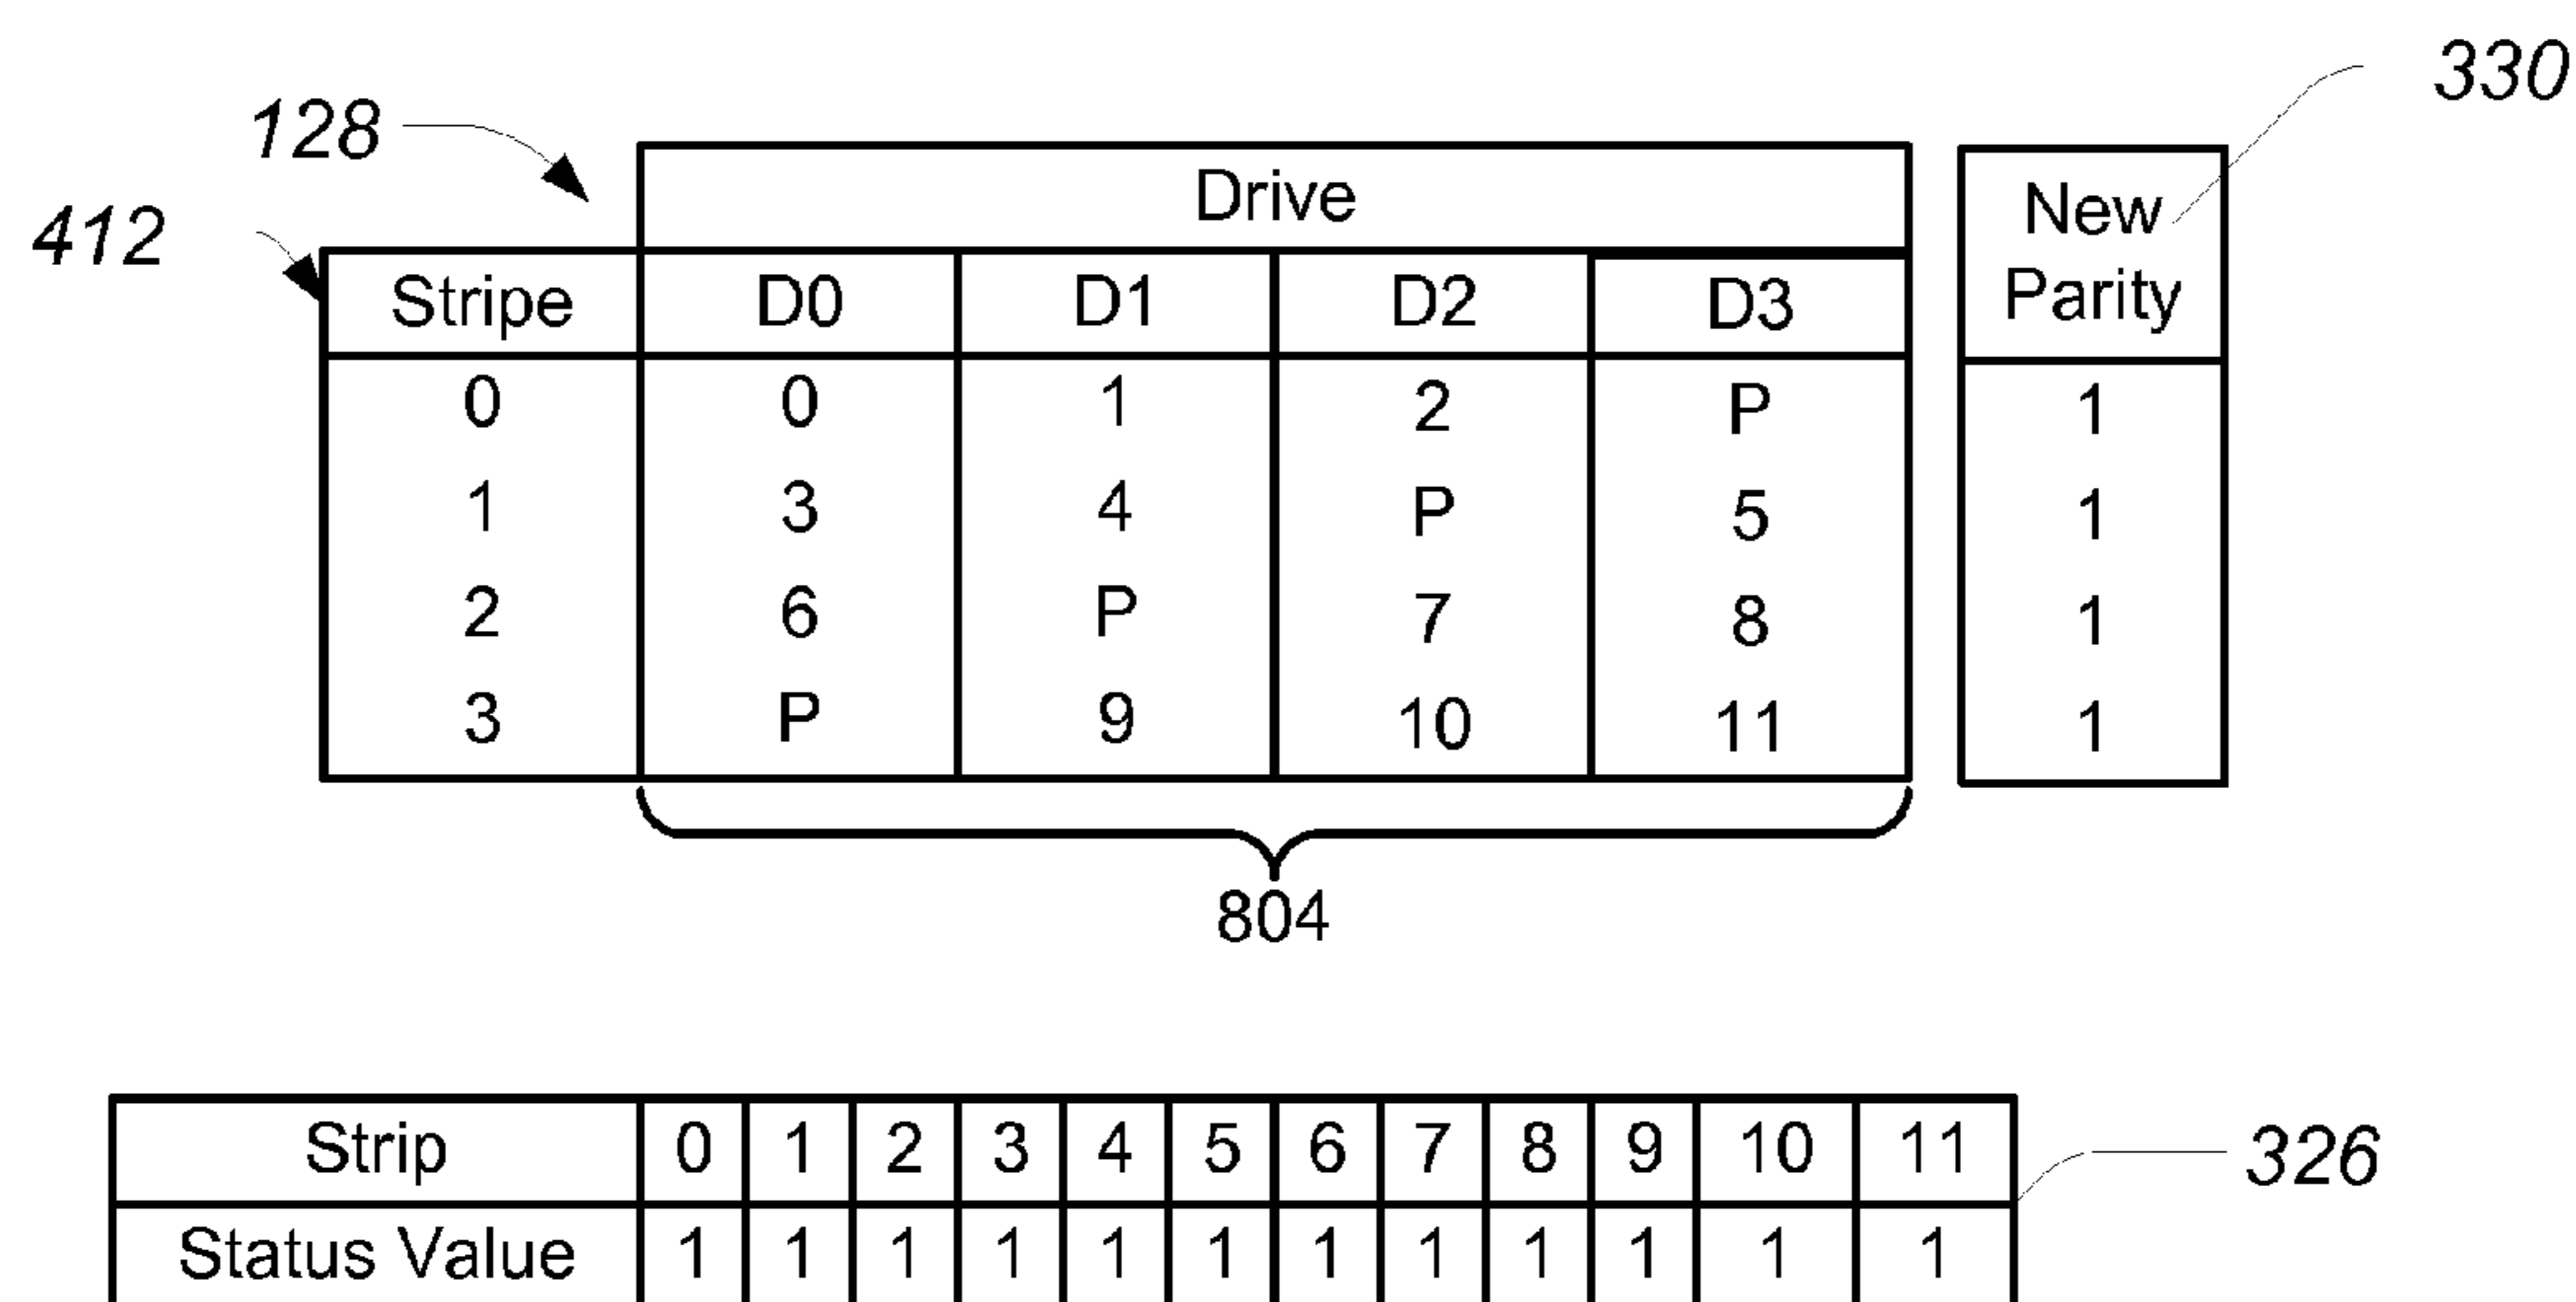 330
128
Drive
New
Parity
412
Stripe D0 D1 D2 D3
0 0 1 2 P 1
1 3 4 P 5 1
2 6 P 7 8 1
3 P 9 10 11 1
804
Strip 0 1 2 3 4 5 6 7 8 9 10 11
326
Status Value 1 1 1 1 1 1 1 1 1 1 1 1